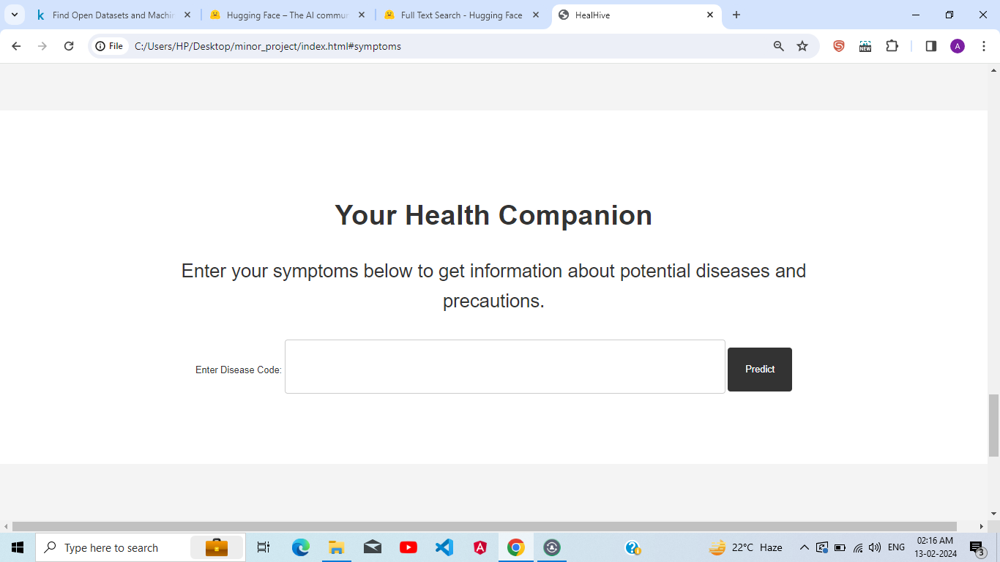 Find Open Datasets and Machin
Hugging Face – The AI commun
Full Text Search - Hugging Face
HealHive
File
C:/Users/HP/Desktop/minor_project/index.html#symptoms
NEW
A
Your Health Companion
Enter your symptoms below to get information about potential diseases and
precautions.
Enter Disease Code:
Predict
Type here to search
22°C Haze
ENG
02:16 AM
13-02-2024
3